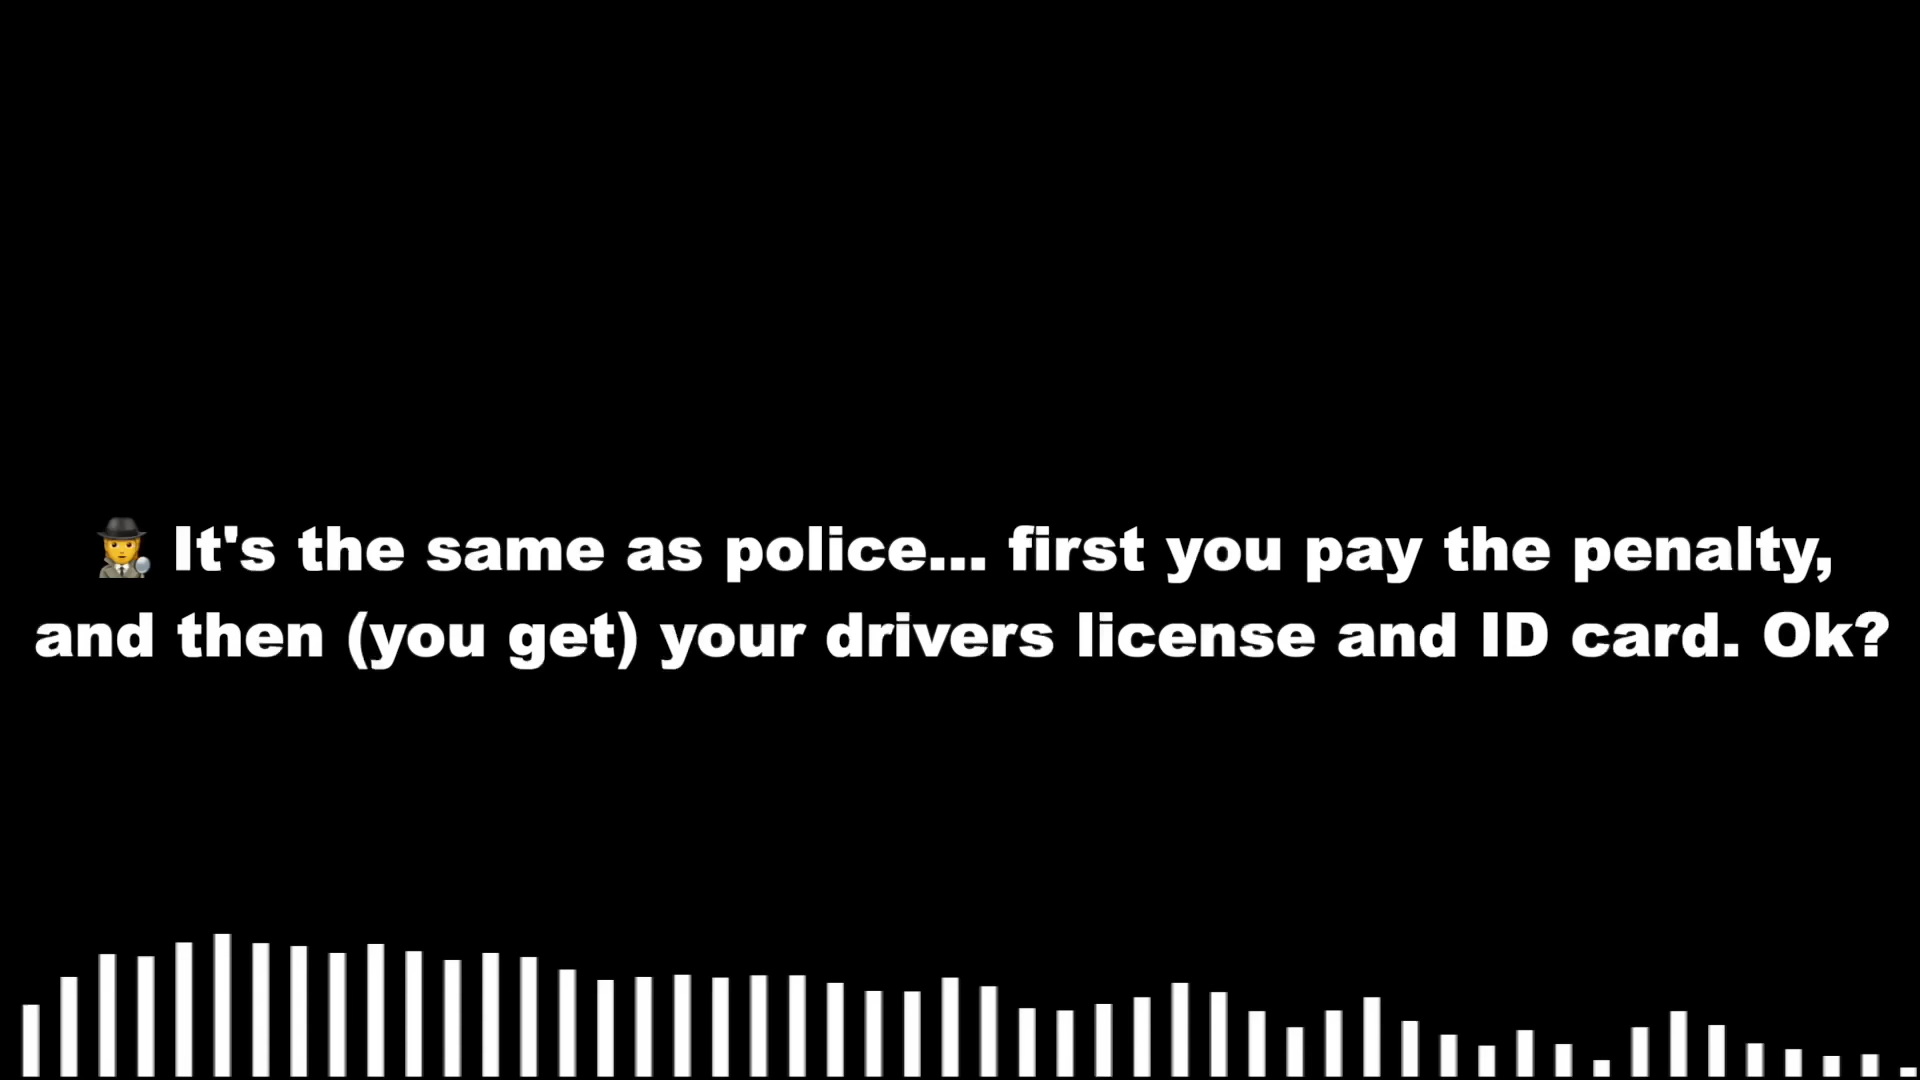 🕵️ It's the same as police... first you pay the penalty,
and then (you get) your drivers license and ID card. Ok?